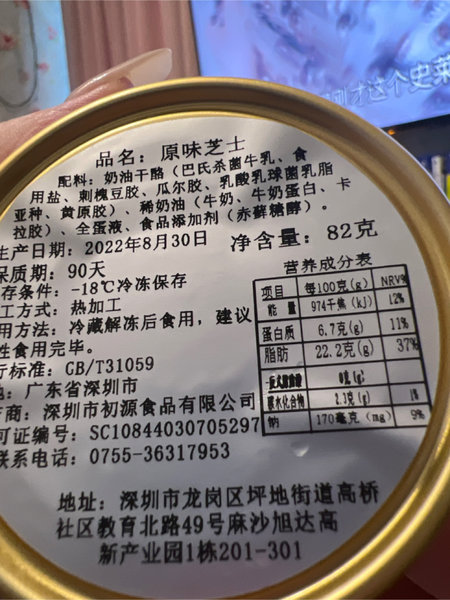 刚才这个史莱
品名：原味芝士
配料：奶油干酪（巴氏杀菌牛乳、食
用盐、刺槐豆胶、瓜尔胶、乳酸乳球菌乳脂
亚种、黄原胶）、稀奶油（牛奶、牛奶蛋白、卡
拉胶）、全蛋液、食品添加剂（赤藓糖醇）。
生产日期：2022年8月30日 净含量：82克
保质期：90天
存条件：-18℃冷冻保存
工方式：热加工
用方法：冷藏解冻后食用，建议
性食用完毕。
行标准：GB/T31059
地：广东省深圳市
商：深圳市初源食品有限公司
可证编号：SC10844030705297
联系电话：0755-36317953
营养成分表
项目 每100克(g) NRV%
能 量 974千焦(kJ) 12%
蛋白质 6.7克(g) 11%
脂肪 22.2克(g) 37%
0克(g)
碳水化合物 2.3克(g) 1%
钠 170毫克(mg) 9%
地址：深圳市龙岗区坪地街道高桥
社区教育北路49号麻沙旭达高
新产业园1栋201-301